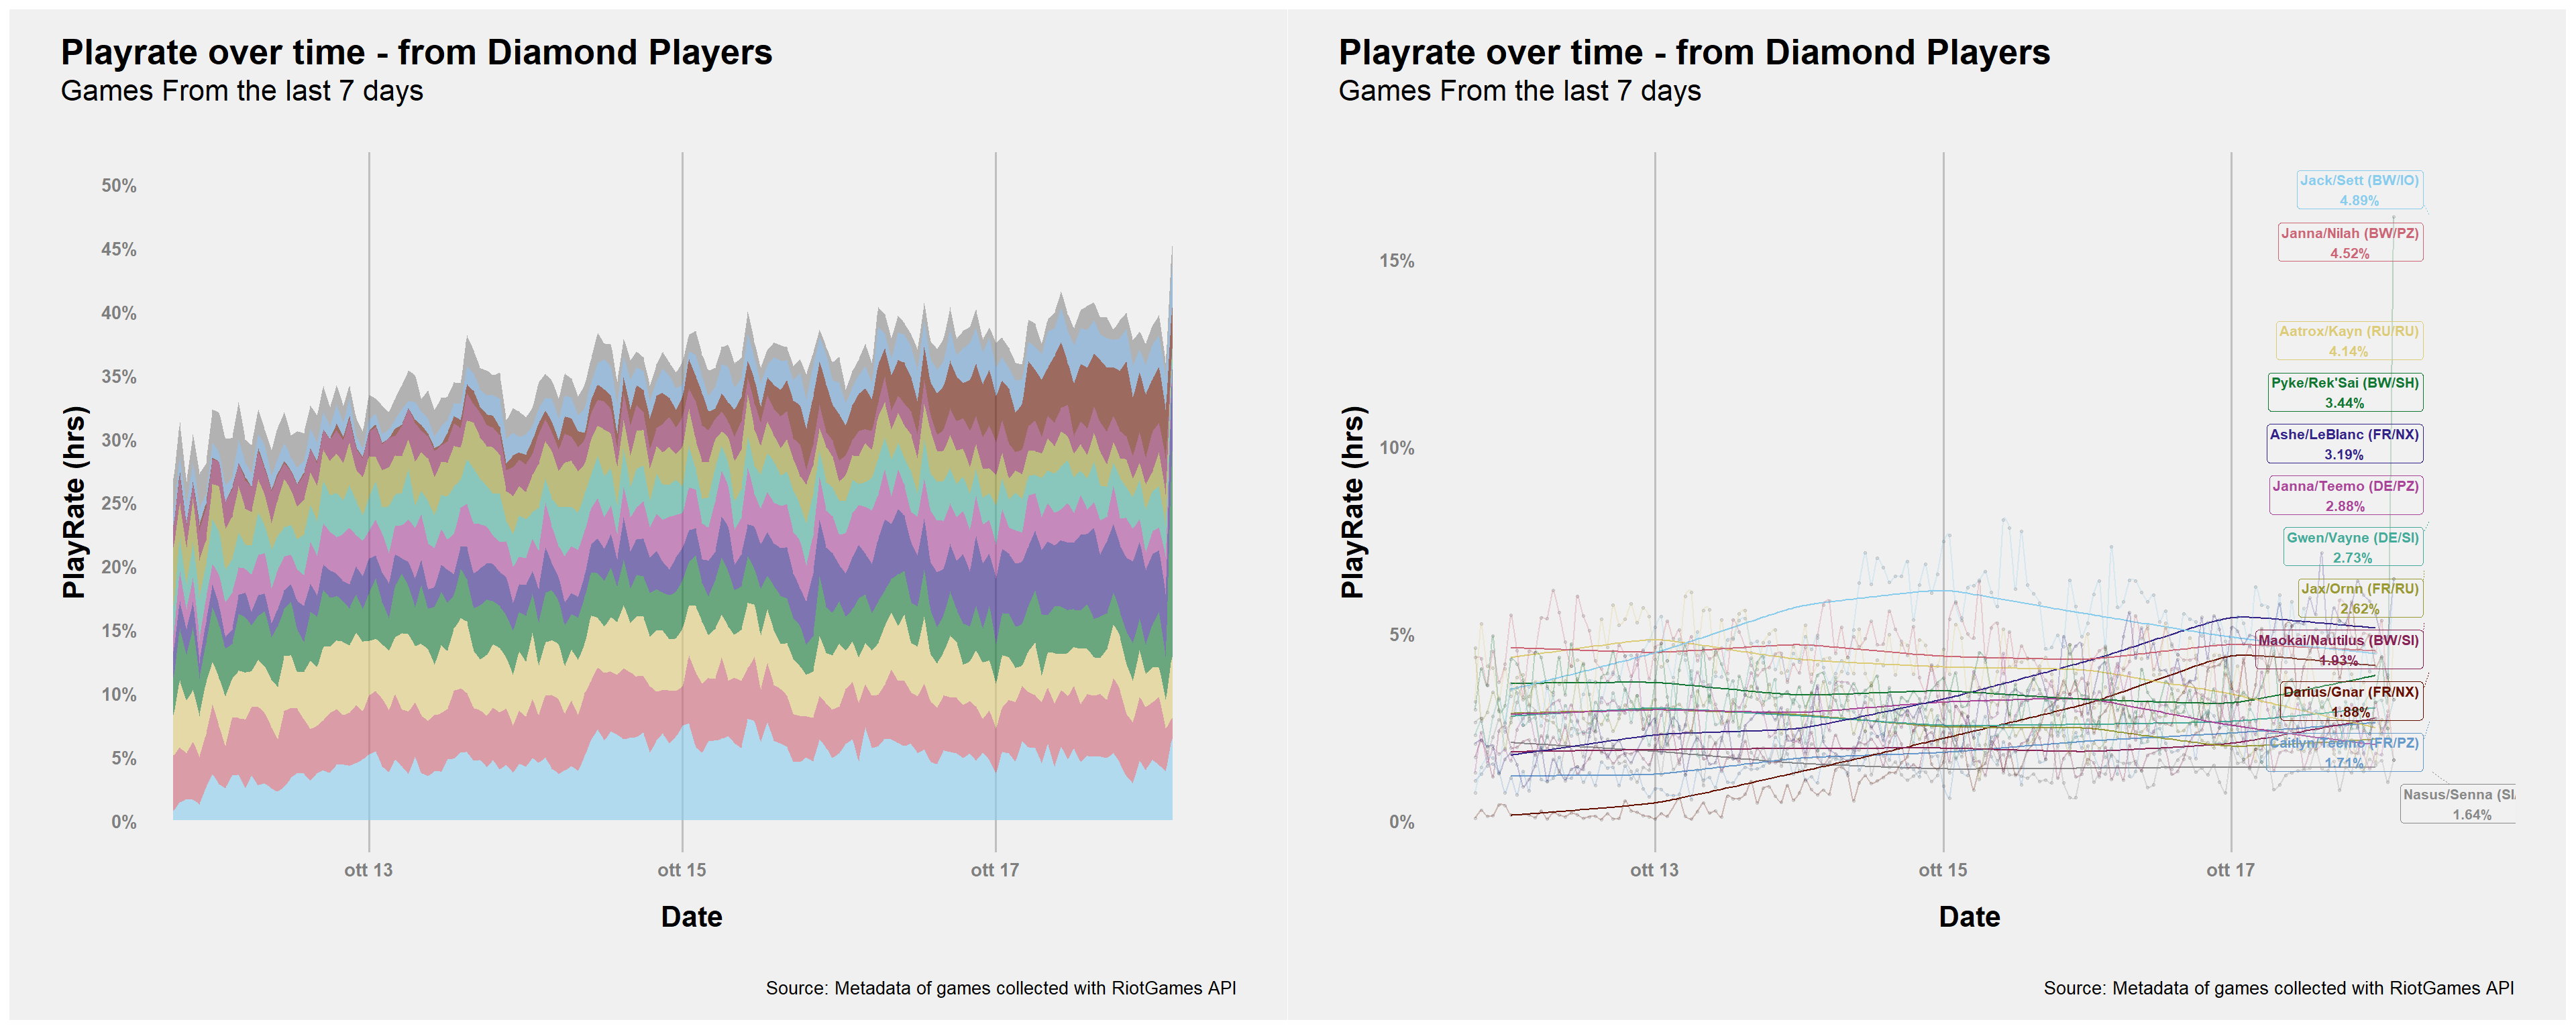 Playrate over time - from Diamond Players
Games From the last 7 days
50%
45%
40%
35%
30%
25%
20%
15%
10%
5%
0%
PlayRate (hrs)
ott 13
ott 15
ott 17
Date
Source: Metadata of games collected with RiotGames API
Playrate over time - from Diamond Players
Games From the last 7 days
15%
10%
5%
0%
PlayRate (hrs)
Jack/Sett (BW/IO)
4.89%
Janna/Nilah (BW/PZ)
4.52%
Aatrox/Kayn (RU/RU)
4.14%
Pyke/Rek'Sai (BW/SH)
3.44%
Ashe/LeBlanc (FR/NX)
3.19%
Janna/Teemo (DE/PZ)
2.88%
Gwen/Vayne (DE/SI)
2.73%
Jax/Ornn (FR/RU)
2.62%
Maokai/Nautilus (BW/SI)
1.93%
Darius/Gnar (FR/NX)
1.88%
Caitlyn/Teemo (FR/PZ)
1.71%
Nasus/Senna (SI/
1.64%
ott 13
ott 15
ott 17
Date
Source: Metadata of games collected with RiotGames API